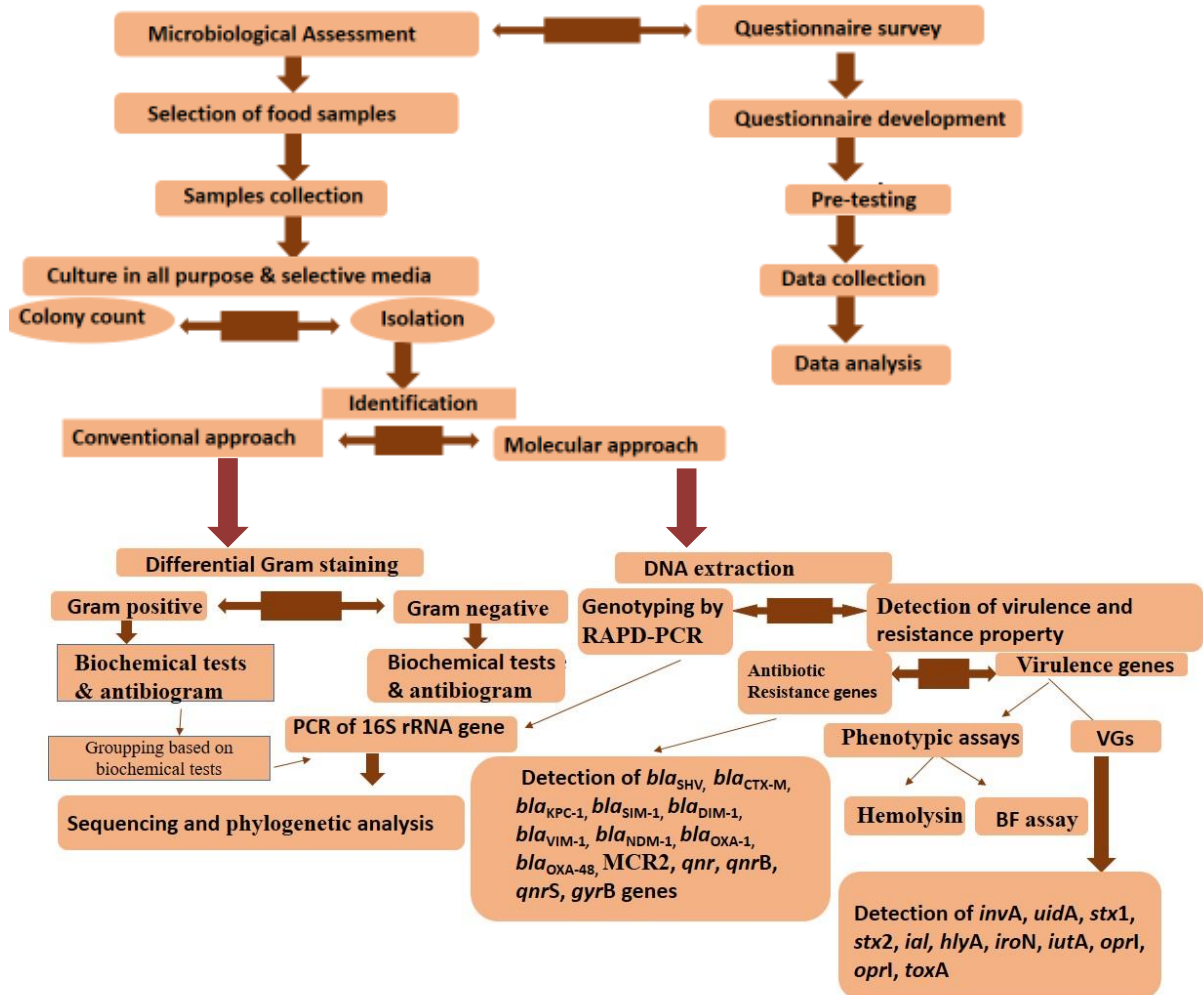 Microbiological Assessment
Questionnaire survey
Selection of food samples
Questionnaire development
Samples collection
Pre-testing
Culture in all purpose & selective media
Data collection
Colony count
Isolation
Data analysis
Identification
Conventional approach
Molecular approach
Differential Gram staining
DNA extraction
Gram positive
Gram negative
Genotyping by
RAPD-PCR
Detection of virulence and
resistance property
Biochemical tests
& antibiogram
Biochemical tests
& antibiogram
Antibiotic
Resistance genes
Virulence genes
Groupping based on
biochemical tests
PCR of 16S rRNA gene
Phenotypic assays
VGs
Sequencing and phylogenetic analysis
Detection of blaSHV, blaCTX-M,
blaKPC-1, blaSIM-1, blaDIM-1,
blaVIM-1, blaNDM-1, blaOXA-1,
blaOXA-48, MCR2, qnr, qnrB,
qnrS, gyrB genes
Hemolysin
BF assay
Detection of invA, uidA, stx1,
stx2, ial, hlyA, iroN, iutA, oprI,
oprI, toxA